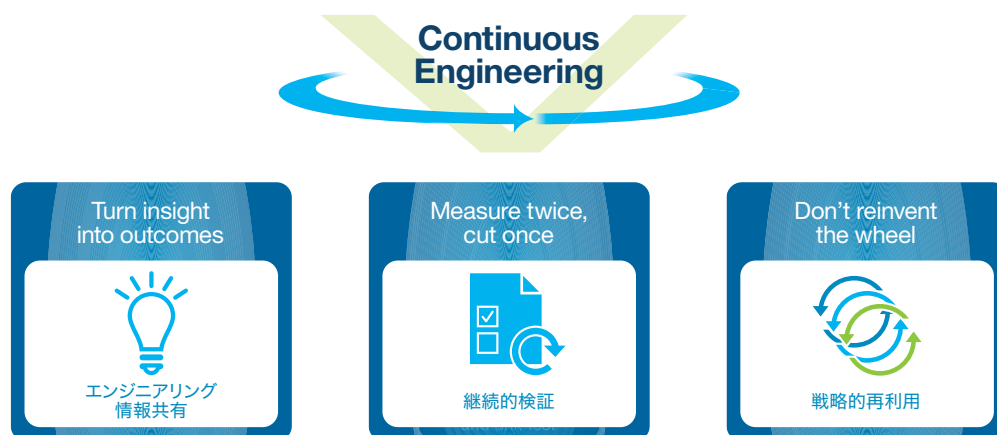 Continuous
Engineering
Turn insight
into outcomes
エンジニアリング
情報共有
Measure twice,
cut once
継続的検証
Don't reinvent
the wheel
戦略的再利用